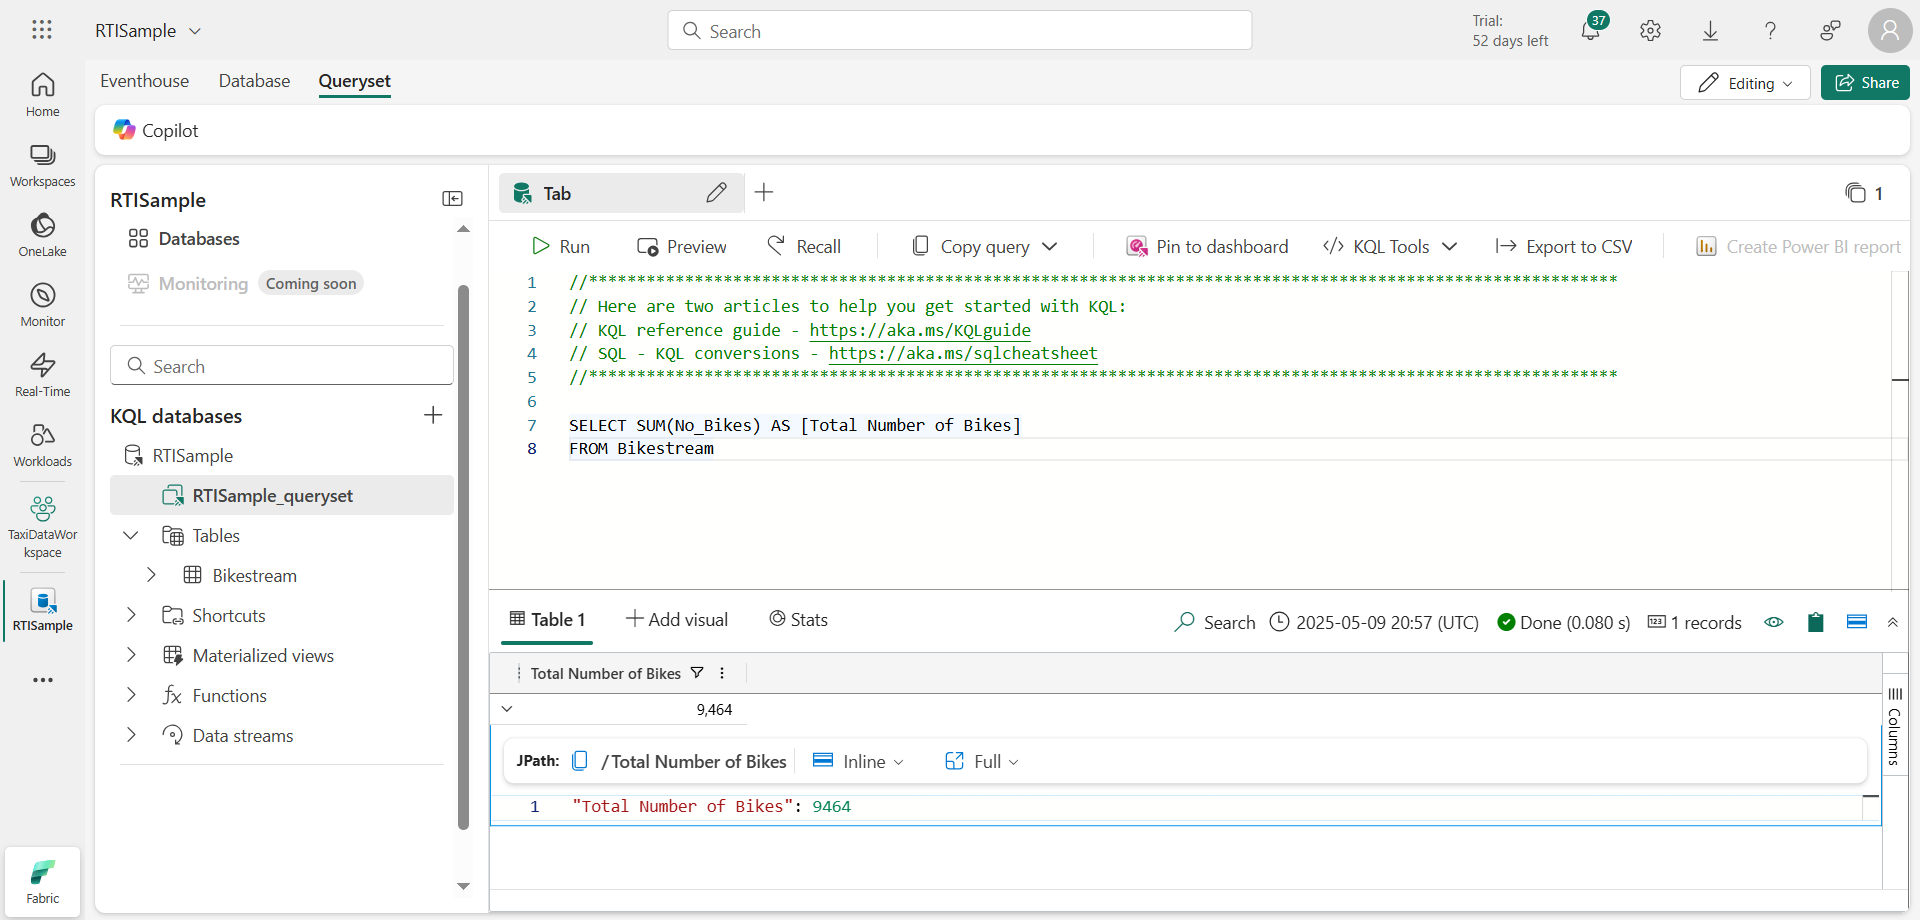 RTISample
Search
Trial:
52 days left
37
Home
Workspaces
OneLake
Monitor
Real-Time
Workloads
TaxiDataWor
kspace
RTISample
Fabric
Eventhouse
Database
Queryset
Editing
Share
Copilot
RTISample
Databases
Monitoring
Coming soon
Search
KQL databases
RTISample
RTISample_queryset
Tables
Bikestream
Shortcuts
Materialized views
Functions
Data streams
Tab
1
Run
Preview
Recall
Copy query
Pin to dashboard
KQL Tools
Export to CSV
Create Power BI report
1 //***********************************************************************************************************
2 // Here are two articles to help you get started with KQL:
3 // KQL reference guide - https://aka.ms/KQLguide
4 // SQL - KQL conversions - https://aka.ms/sqlcheatsheet
5 //***********************************************************************************************************
6
7 SELECT SUM(No_Bikes) AS [Total Number of Bikes]
8 FROM Bikestream
Table 1
Add visual
Stats
Search
2025-05-09 20:57 (UTC)
Done (0.080 s)
1 records
Total Number of Bikes
9,464
JPath: /Total Number of Bikes
Inline
Full
1 "Total Number of Bikes": 9464
Columns